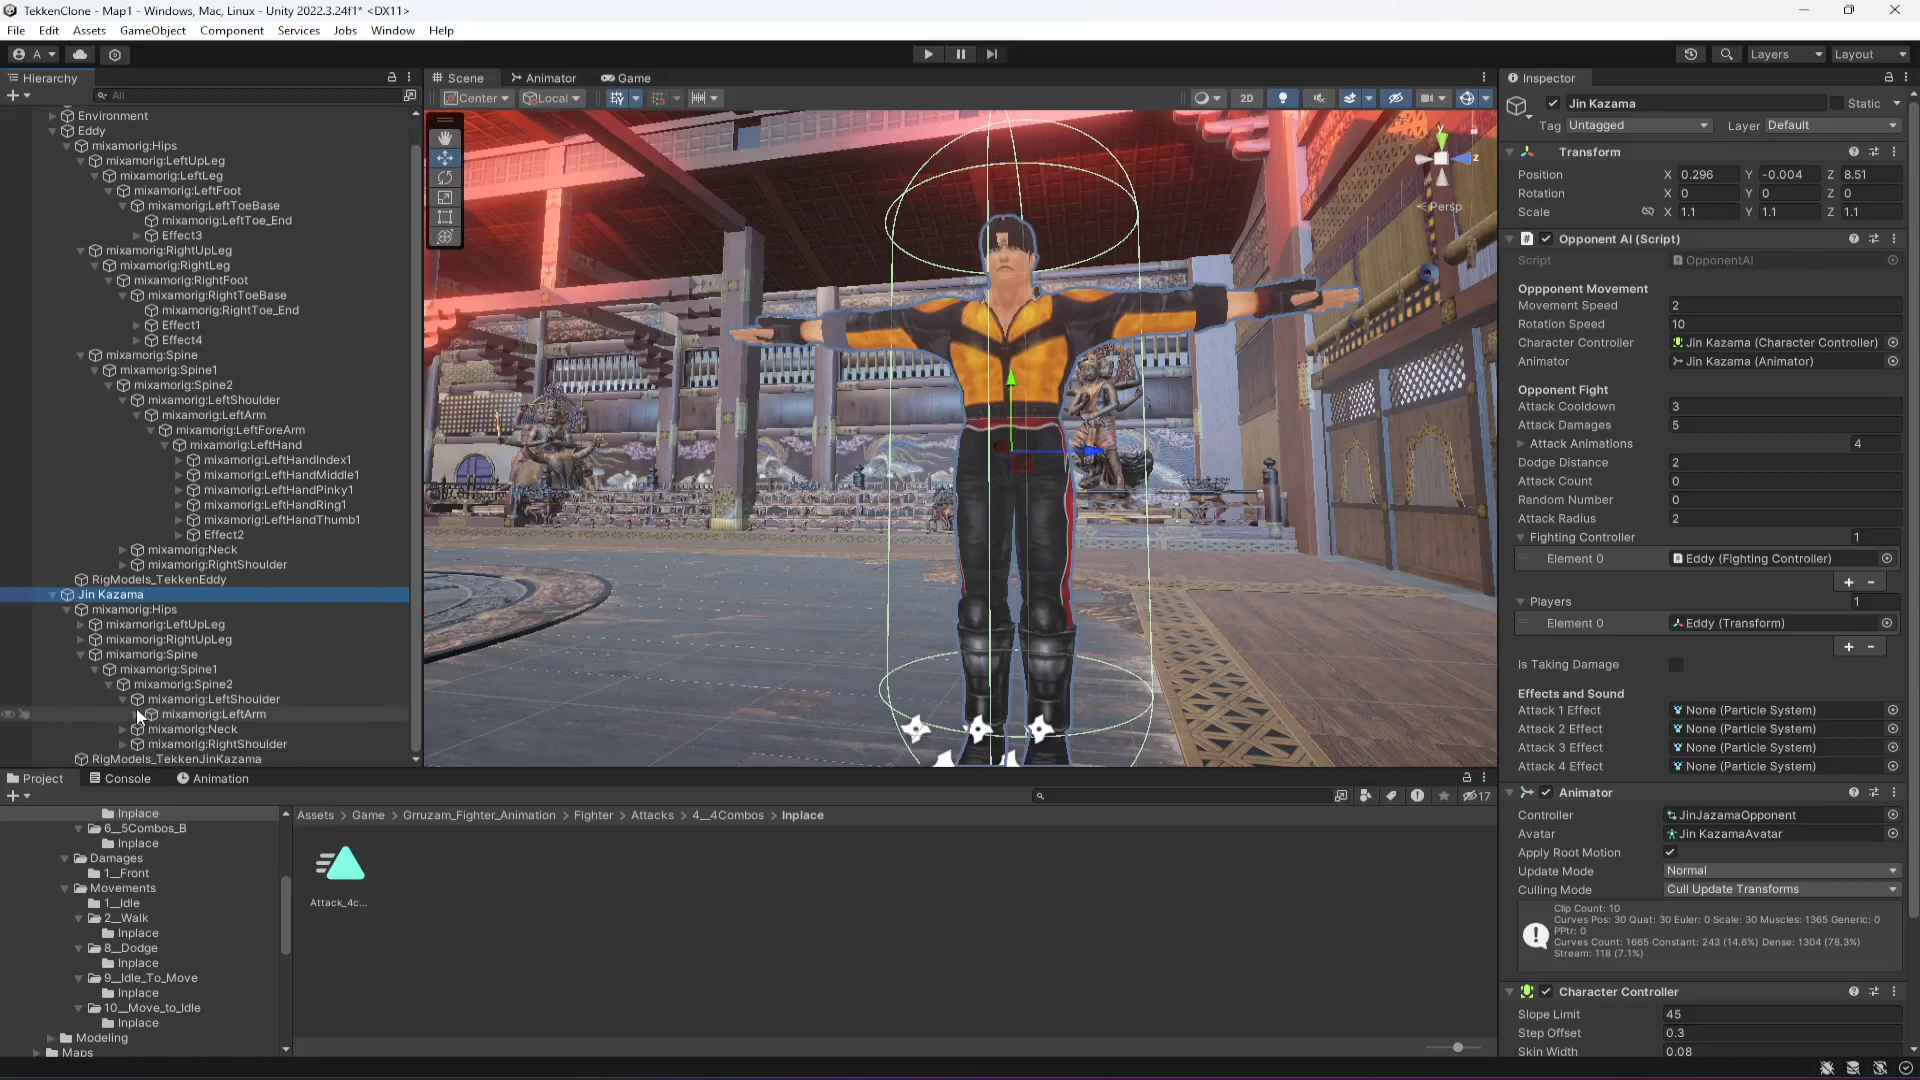 TekkenClone - Map1 - Windows, Mac, Linux - Unity 2022.3.24f1* <DX11>
File Edit Assets GameObject Component Services Jobs Window Help
A
Layers
Layout
Hierarchy
All
Environment
Eddy
mixamorig:Hips
mixamorig:LeftUpLeg
mixamorig:LeftLeg
mixamorig:LeftFoot
mixamorig:LeftToeBase
mixamorig:LeftToe_End
Effect3
mixamorig:RightUpLeg
mixamorig:RightLeg
mixamorig:RightFoot
mixamorig:RightToeBase
mixamorig:RightToe_End
Effect1
Effect4
mixamorig:Spine
mixamorig:Spine1
mixamorig:Spine2
mixamorig:LeftShoulder
mixamorig:LeftArm
mixamorig:LeftForeArm
mixamorig:LeftHand
mixamorig:LeftHandIndex1
mixamorig:LeftHandMiddle1
mixamorig:LeftHandPinky1
mixamorig:LeftHandRing1
mixamorig:LeftHandThumb1
Effect2
mixamorig:Neck
mixamorig:RightShoulder
RigModels_TekkenEddy
Jin Kazama
mixamorig:Hips
mixamorig:LeftUpLeg
mixamorig:RightUpLeg
mixamorig:Spine
mixamorig:Spine1
mixamorig:Spine2
mixamorig:LeftShoulder
mixamorig:LeftArm
mixamorig:Neck
mixamorig:RightShoulder
RigModels_TekkenJinKazama
Scene Animator Game
Center Local
2D
y
z
Persp
Inspector
Jin Kazama Static
Tag Untagged Layer Default
Transform
Position X 0.296 Y -0.004 Z 8.51
Rotation X 0 Y 0 Z 0
Scale X 1.1 Y 1.1 Z 1.1
Opponent AI (Script)
Script OpponentAI
Oppponent Movement
Movement Speed 2
Rotation Speed 10
Character Controller Jin Kazama (Character Controller)
Animator Jin Kazama (Animator)
Opponent Fight
Attack Cooldown 3
Attack Damages 5
Attack Animations 4
Dodge Distance 2
Attack Count 0
Random Number 0
Attack Radius 2
Fighting Controller 1
Element 0 Eddy (Fighting Controller)
+ -
Players 1
Element 0 Eddy (Transform)
+ -
Is Taking Damage
Effects and Sound
Attack 1 Effect None (Particle System)
Attack 2 Effect None (Particle System)
Attack 3 Effect None (Particle System)
Attack 4 Effect None (Particle System)
Animator
Controller JinJazamaOpponent
Avatar Jin KazamaAvatar
Apply Root Motion
Update Mode Normal
Culling Mode Cull Update Transforms
Clip Count: 10
Curves Pos: 30 Quat: 30 Euler: 0 Scale: 30 Muscles: 1365 Generic: 0
PPtr: 0
Curves Count: 1665 Constant: 243 (14.6%) Dense: 1304 (78.3%)
Stream: 118 (7.1%)
Character Controller
Slope Limit 45
Step Offset 0.3
Skin Width 0.08
Project Console Animation
17
Inplace
6__5Combos_B
Inplace
Damages
1__Front
Movements
1__Idle
2__Walk
Inplace
8__Dodge
Inplace
9__Idle_To_Move
Inplace
10__Move_to_Idle
Inplace
Modeling
Maps
Assets > Game > Grruzam_Fighter_Animation > Fighter > Attacks > 4__4Combos > Inplace
Attack_4c...